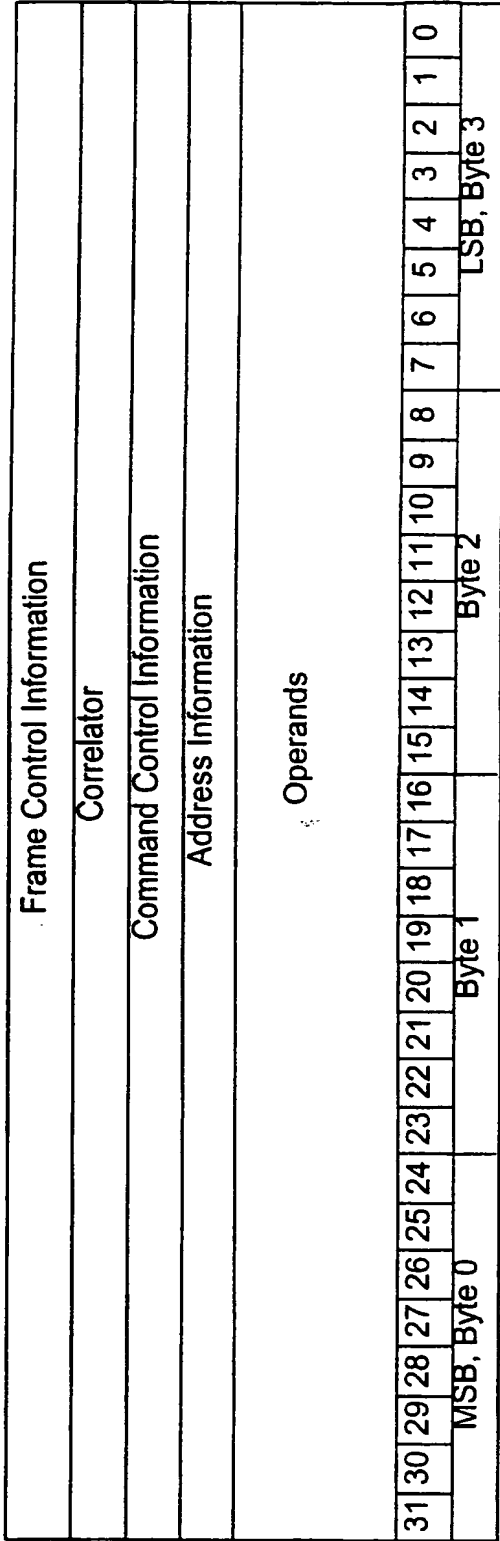 Frame Control Information
Correlator
Command Control Information
Address Information
Operands
31 30 29 28 27 26 25 24 23 22 21 20 19 18 17 16 15 14 13 12 11 10 9 8 7 6 5 4 3 2 1 0
MSB, Byte 0 Byte 1 Byte 2 LSB, Byte 3